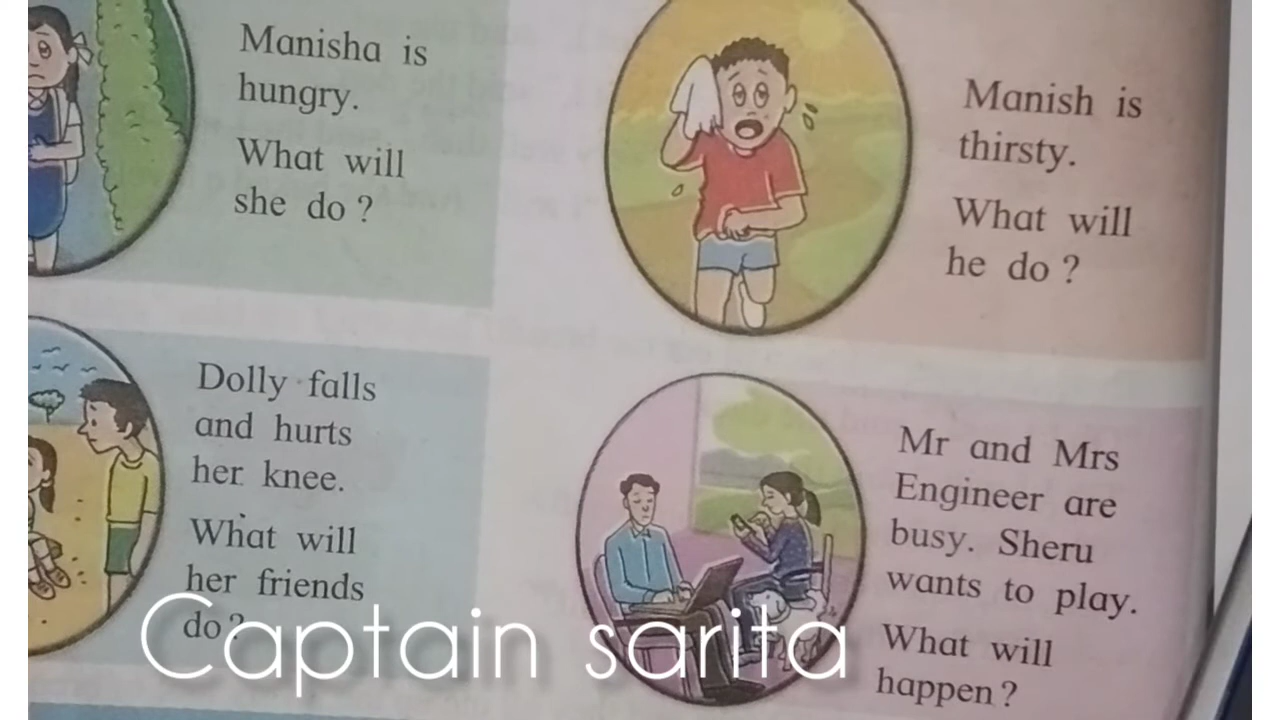 Manisha is
hungry.
What will
she do ?
Manish is
thirsty.
What will
he do ?
Dolly falls
and hurts
her knee.
What will
her friends
do ?
Mr and Mrs
Engineer are
busy. Sheru
wants to play.
What will
happen ?
Captain sarita